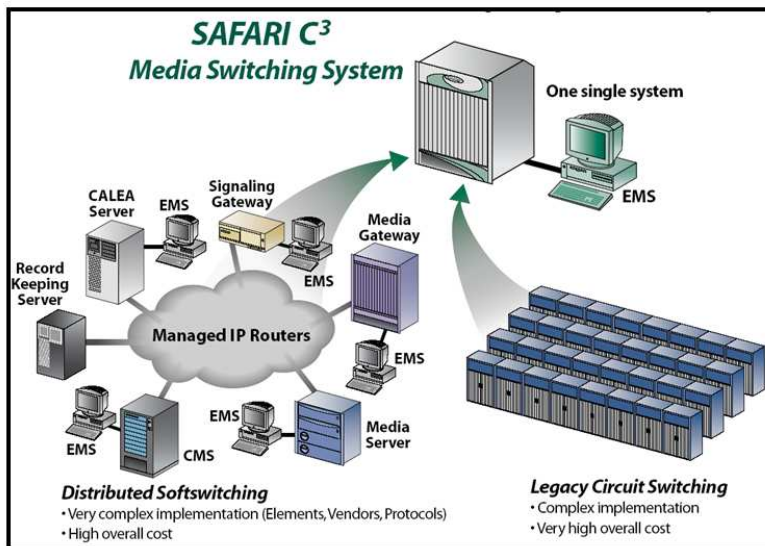 SAFARI C³
Media Switching System
One single system
EMS
CALEA
Server
EMS
Signaling
Gateway
EMS
Media
Gateway
Record
Keeping
Server
Managed IP Routers
EMS
EMS
CMS
EMS
Media
Server
Distributed Softswitching
• Very complex implementation (Elements, Vendors, Protocols)
• High overall cost
Legacy Circuit Switching
• Complex implementation
• Very high overall cost